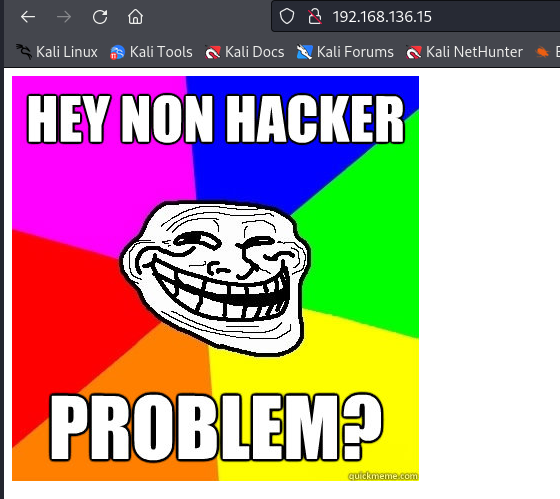 192.168.136.15
Kali Linux Kali Tools Kali Docs Kali Forums Kali NetHunter
HEY NON HACKER
PROBLEM?
quickmeme.com